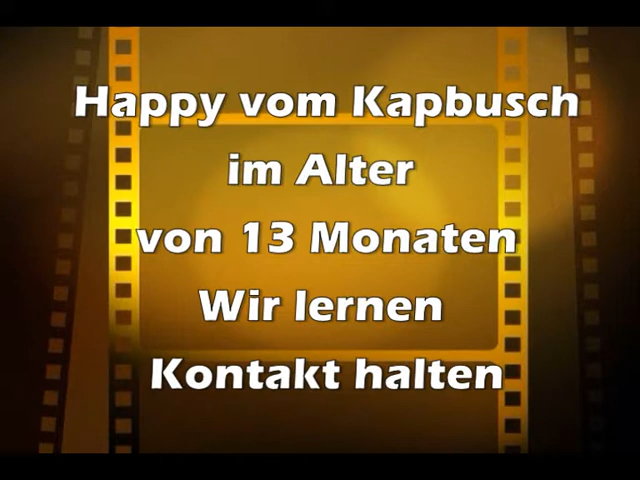 Happy vom Kapbusch
im Alter
von 13 Monaten
Wir lernen
Kontakt halten